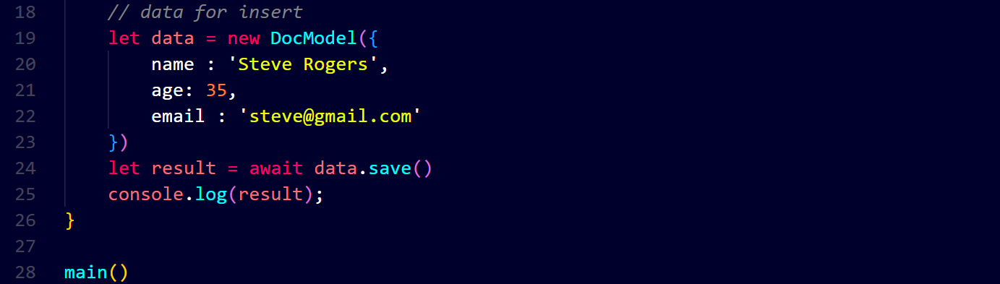 18 // data for insert
19 let data = new DocModel({
20 name : 'Steve Rogers',
21 age: 35,
22 email : 'steve@gmail.com'
23 })
24 let result = await data.save()
25 console.log(result);
26 }
27
28 main()